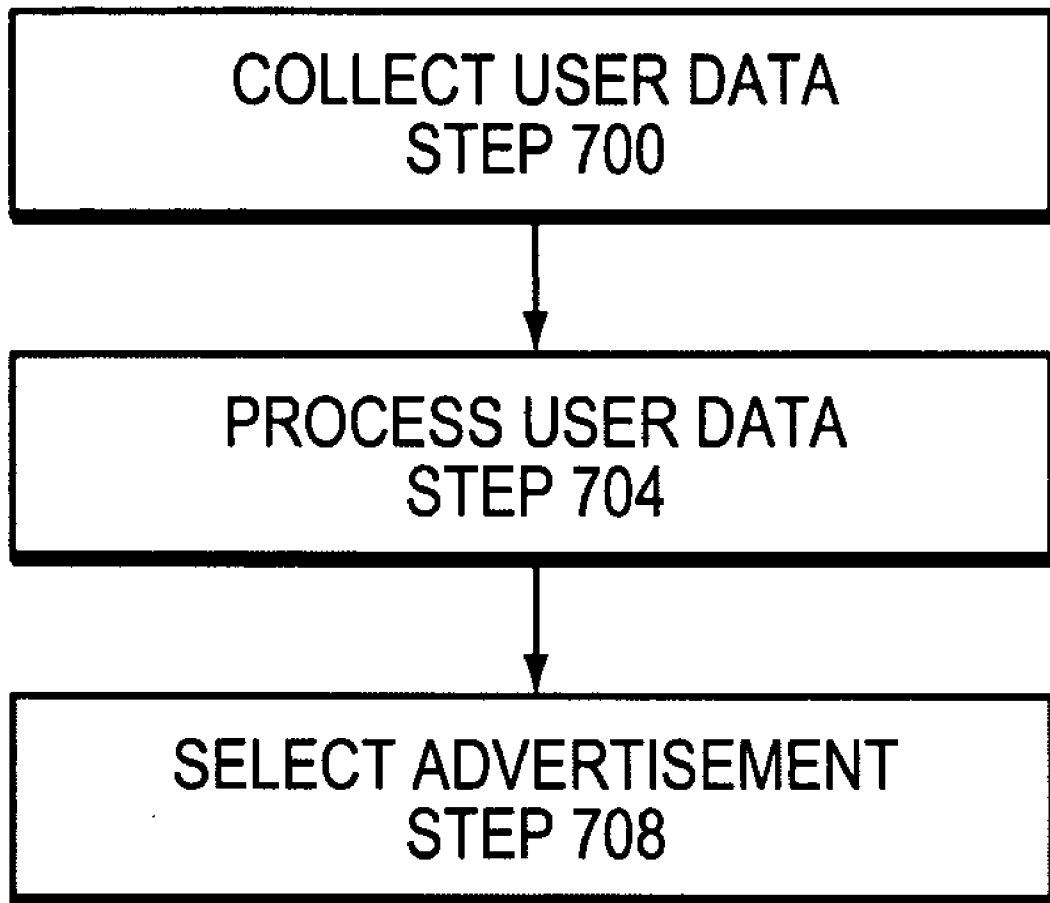 COLLECT USER DATA
STEP 700
PROCESS USER DATA
STEP 704
SELECT ADVERTISEMENT
STEP 708